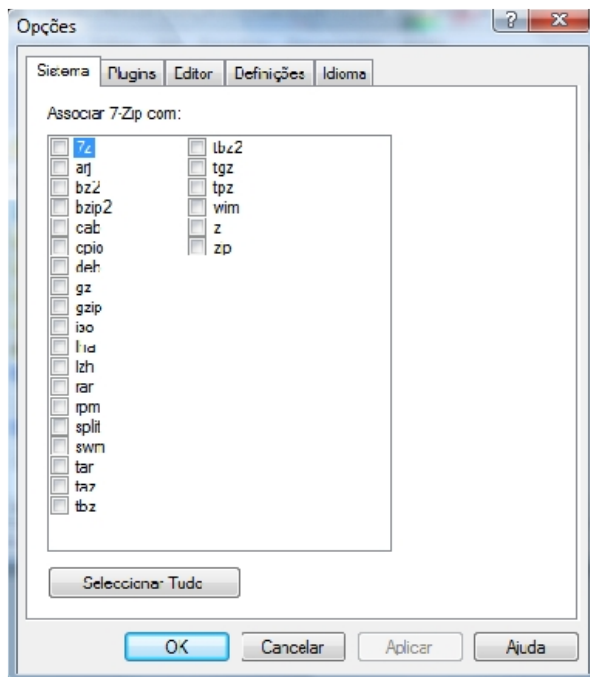 Opções
Sistema Plugins Editor Definições Idioma
Associar 7-Zip com:
7z
arj
bz2
bzip2
cab
cpio
deb
gz
gzip
iso
lha
lzh
rar
rpm
split
swm
tar
taz
tbz
tbz2
tgz
tpz
wim
z
zip
Seleccionar Tudo
OK Cancelar Aplicar Ajuda